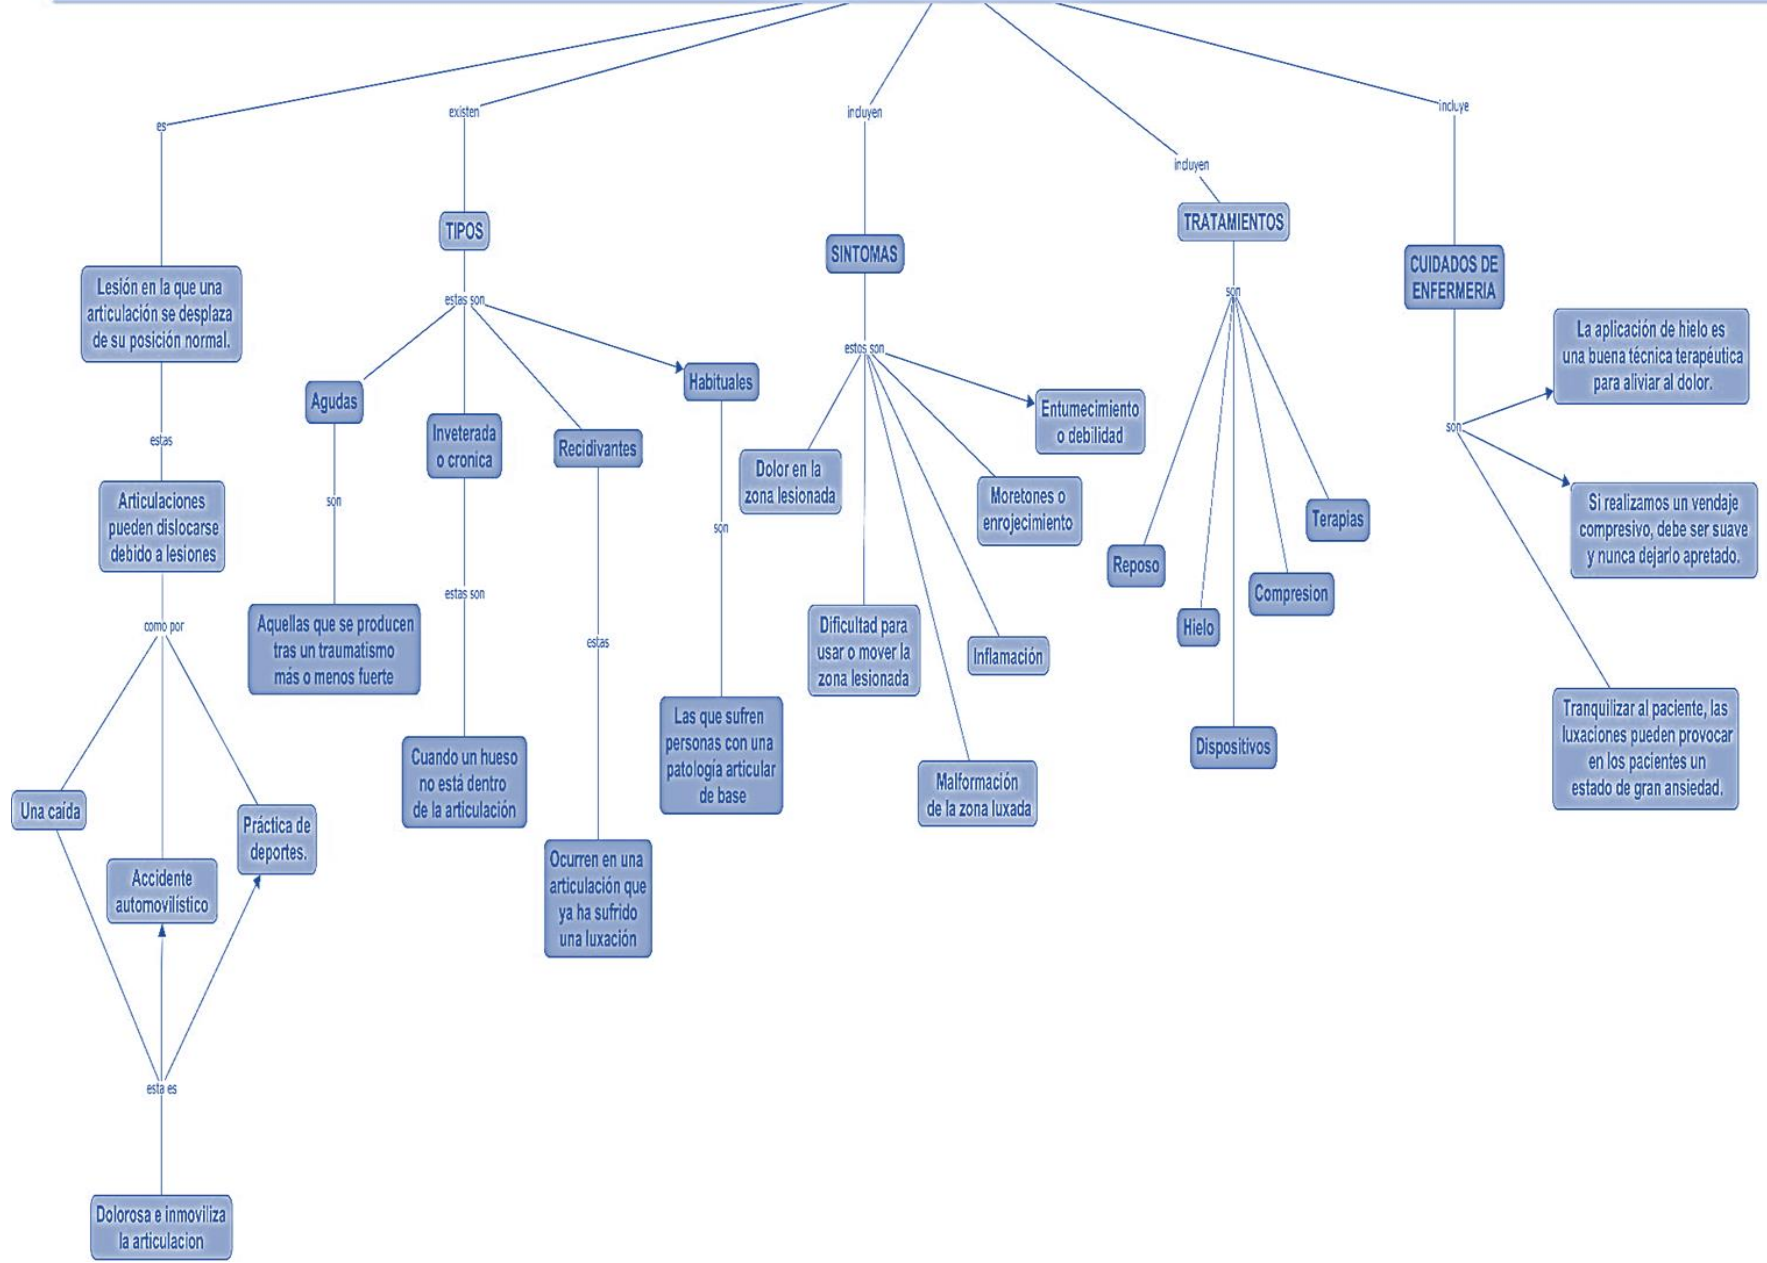 es
Lesión en la que una
articulación se desplaza
de su posición normal.
estas
Articulaciones
pueden dislocarse
debido a lesiones
como por
Una caída
Accidente
automovilístico
Práctica de
deportes.
esta es
Dolorosa e inmoviliza
la articulacion
existen
TIPOS
estas son
Agudas
son
Aquellas que se producen
tras un traumatismo
más o menos fuerte
Inveterada
o cronica
estas son
Cuando un hueso
no está dentro
de la articulación
Recidivantes
estas
Ocurren en una
articulación que
ya ha sufrido
una luxación
Habituales
son
Las que sufren
personas con una
patología articular
de base
incluyen
SINTOMAS
estos son
Dolor en la
zona lesionada
Dificultad para
usar o mover la
zona lesionada
Malformación
de la zona luxada
Inflamación
Moretones o
enrojecimiento
Entumecimiento
o debilidad
incluyen
TRATAMIENTOS
son
Reposo
Hielo
Dispositivos
Compresion
Terapias
incluye
CUIDADOS DE
ENFERMERIA
son
La aplicación de hielo es
una buena técnica terapéutica
para aliviar al dolor.
Si realizamos un vendaje
compresivo, debe ser suave
y nunca dejarlo apretado.
Tranquilizar al paciente, las
luxaciones pueden provocar
en los pacientes un
estado de gran ansiedad.